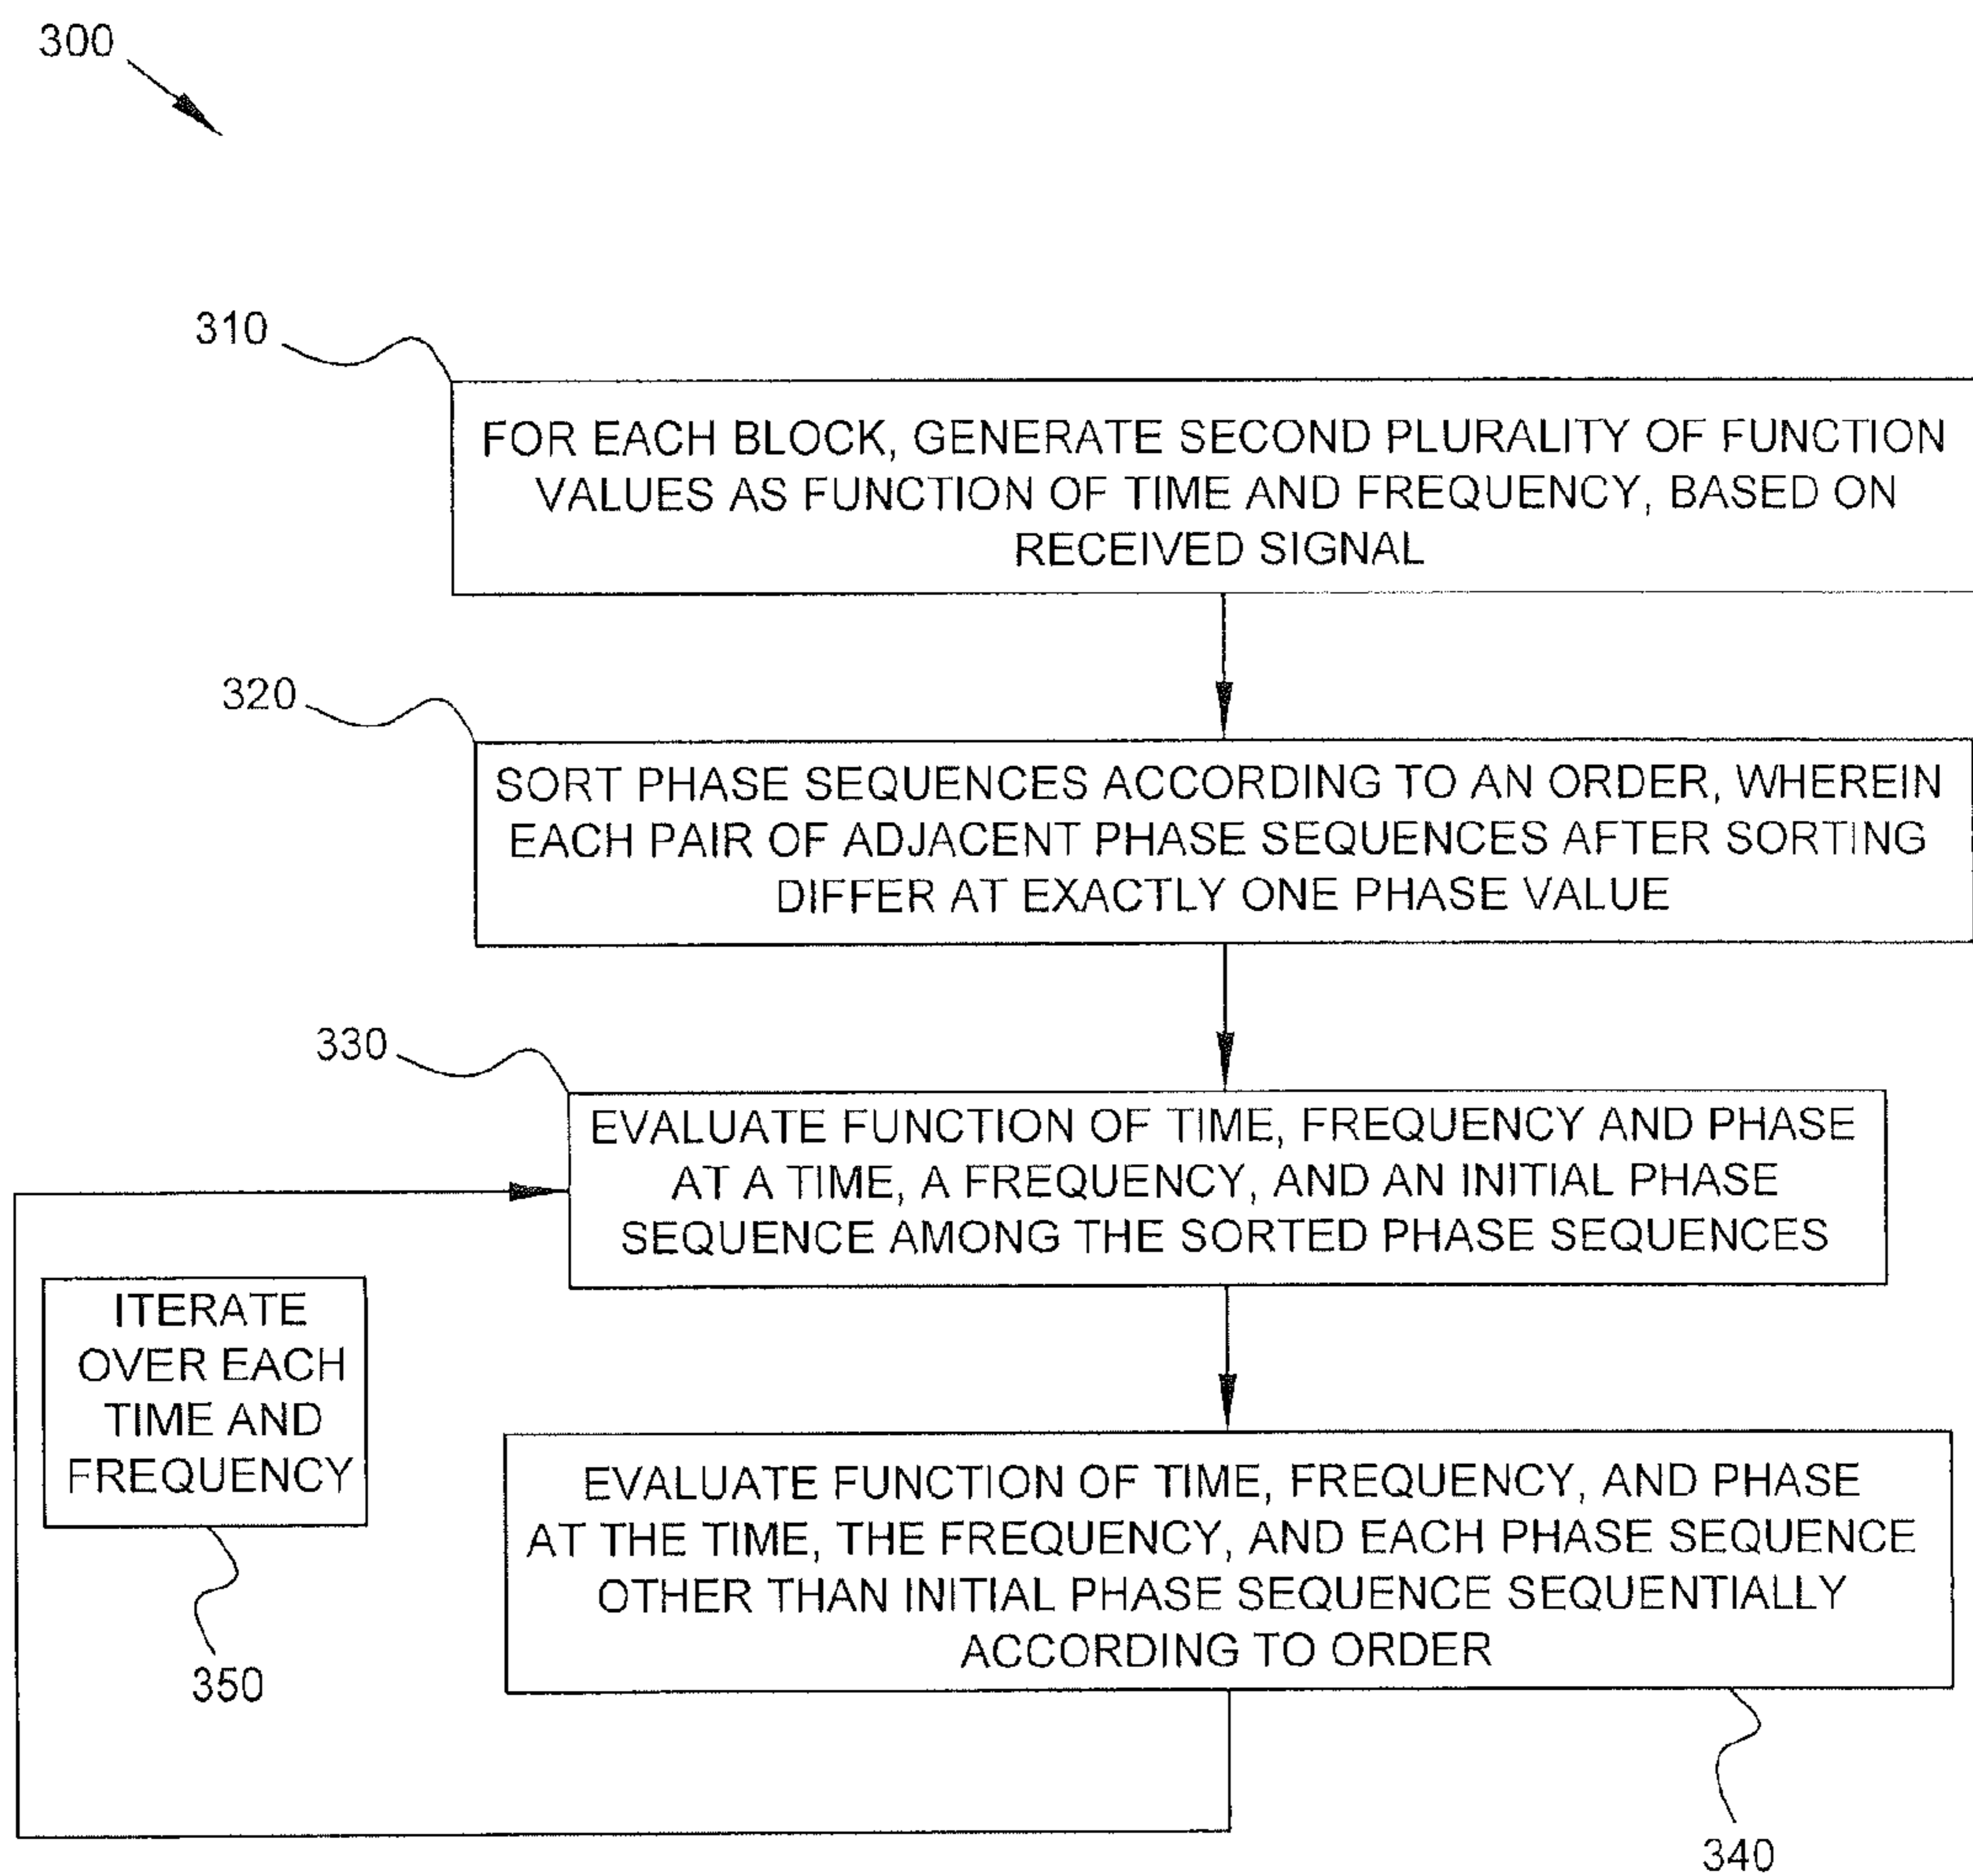 300
310
FOR EACH BLOCK, GENERATE SECOND PLURALITY OF FUNCTION
VALUES AS FUNCTION OF TIME AND FREQUENCY, BASED ON
RECEIVED SIGNAL
320
SORT PHASE SEQUENCES ACCORDING TO AN ORDER, WHEREIN
EACH PAIR OF ADJACENT PHASE SEQUENCES AFTER SORTING
DIFFER AT EXACTLY ONE PHASE VALUE
330
EVALUATE FUNCTION OF TIME, FREQUENCY AND PHASE
AT A TIME, A FREQUENCY, AND AN INITIAL PHASE
SEQUENCE AMONG THE SORTED PHASE SEQUENCES
ITERATE
OVER EACH
TIME AND
FREQUENCY
350
EVALUATE FUNCTION OF TIME, FREQUENCY, AND PHASE
AT THE TIME, THE FREQUENCY, AND EACH PHASE SEQUENCE
OTHER THAN INITIAL PHASE SEQUENCE SEQUENTIALLY
ACCORDING TO ORDER
340